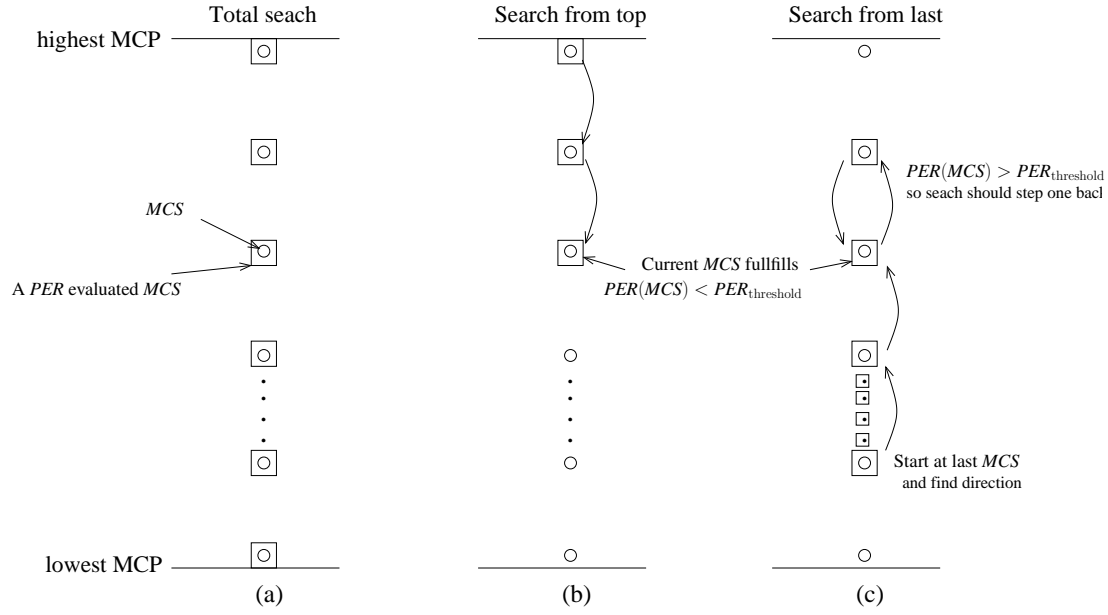 Total seach
Search from top
Search from last
highest MCP
PER(MCS) > PER_threshold
so seach should step one back
MCS
Current MCS fullfills
PER(MCS) < PER_threshold
A PER evaluated MCS
Start at last MCS
and find direction
lowest MCP
(a)
(b)
(c)